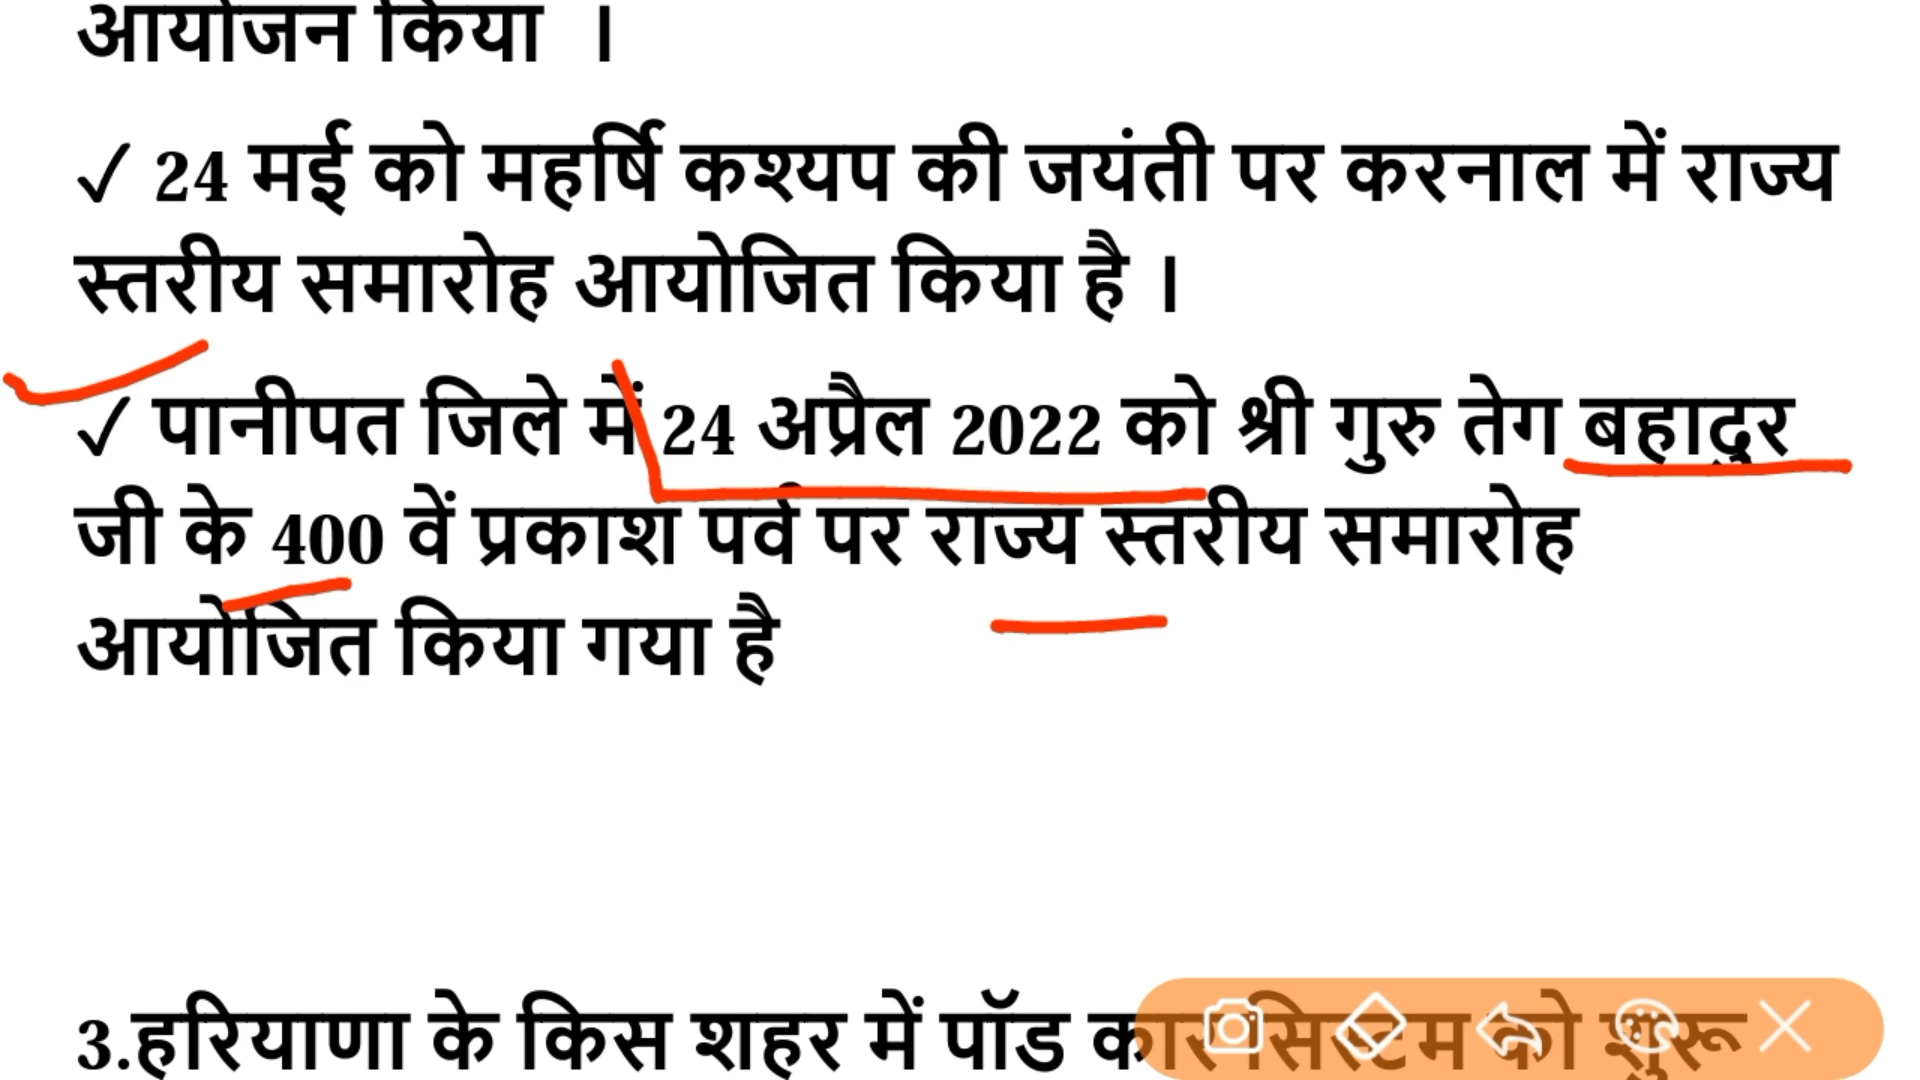 आयोजन किया ।
✓ 24 मई को महर्षि कश्यप की जयंती पर करनाल में राज्य
स्तरीय समारोह आयोजित किया है ।
✓ पानीपत जिले में 24 अप्रैल 2022 को श्री गुरु तेग बहादुर
जी के 400 वें प्रकाश पर्व पर राज्य स्तरीय समारोह
आयोजित किया गया है
3.हरियाणा के किस शहर में पॉड कार सिस्टम को शुरू